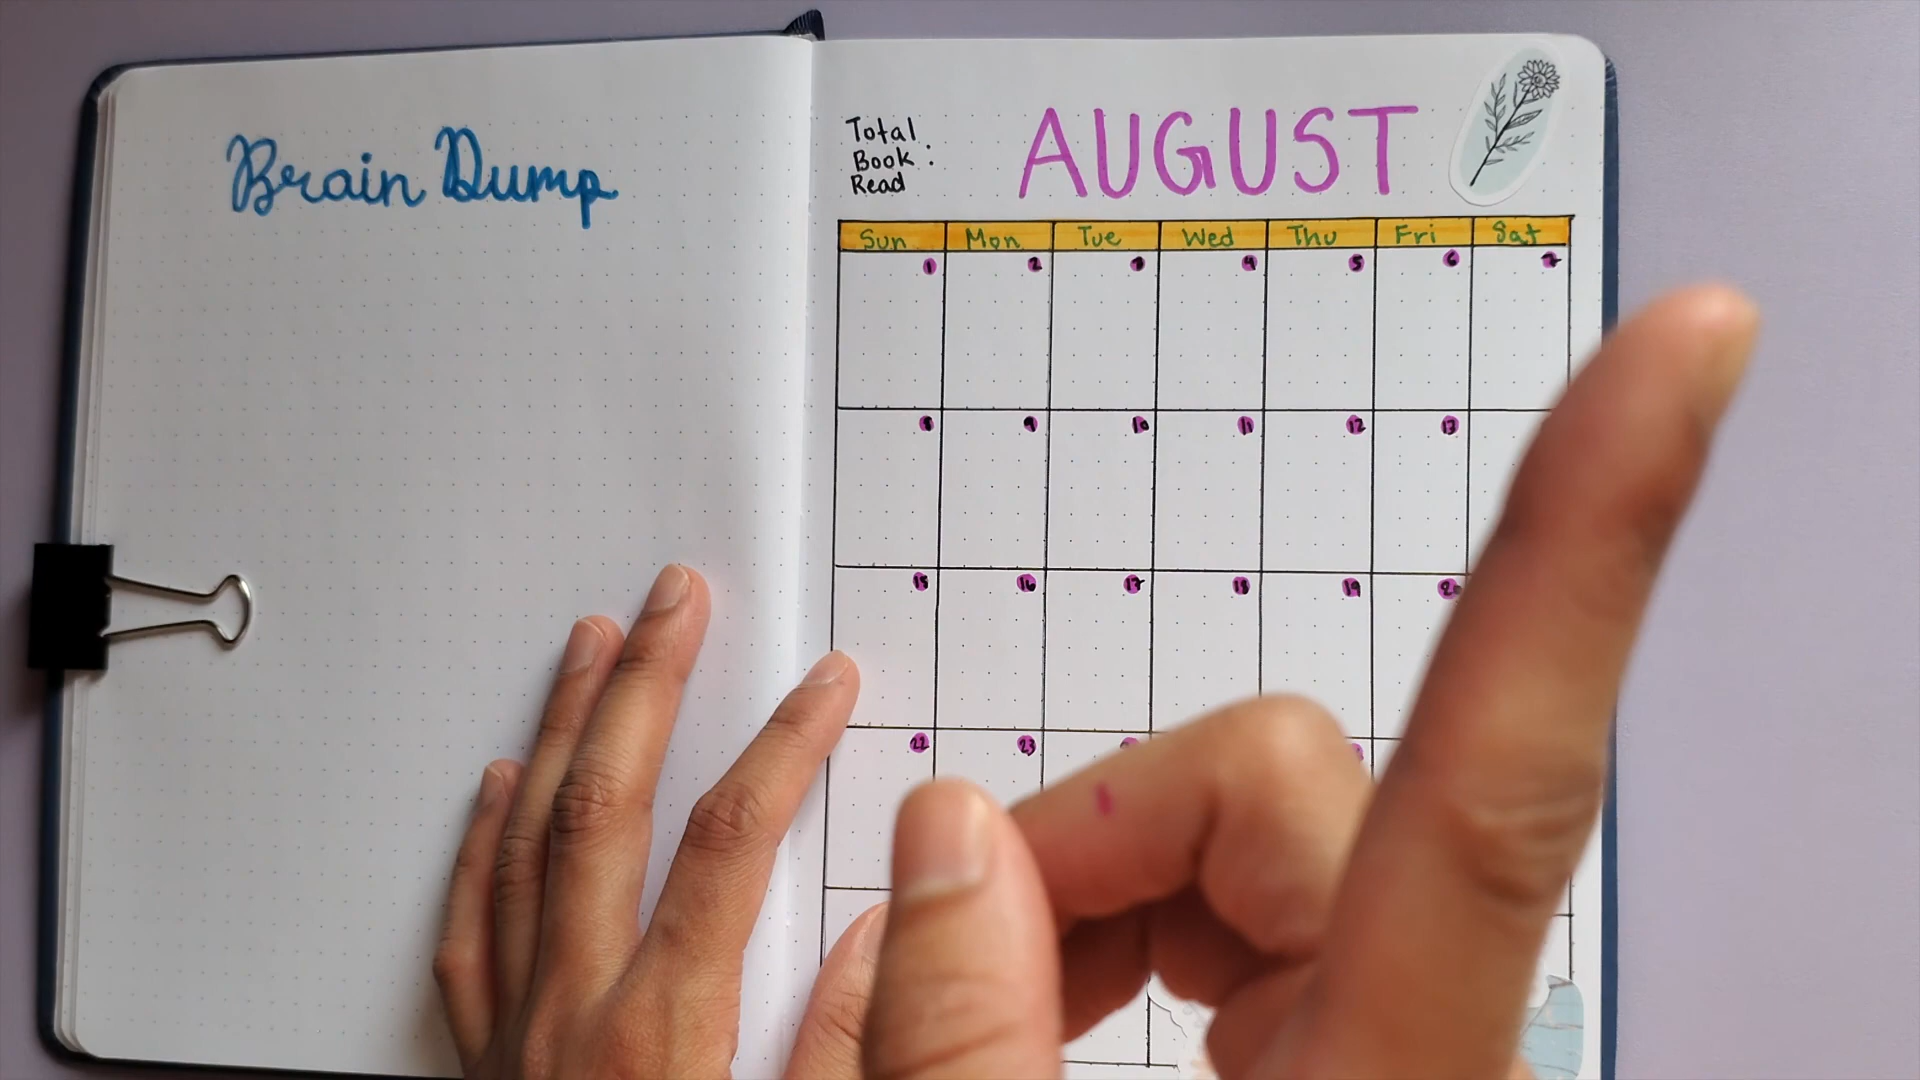 Brain Dump
Total
Book :
Read
AUGUST
Sun Mon Tue Wed Thu Fri Sat
1 2 3 4 5 6 7
8 9 10 11 12 13
15 16 17 18 19 20
22 23